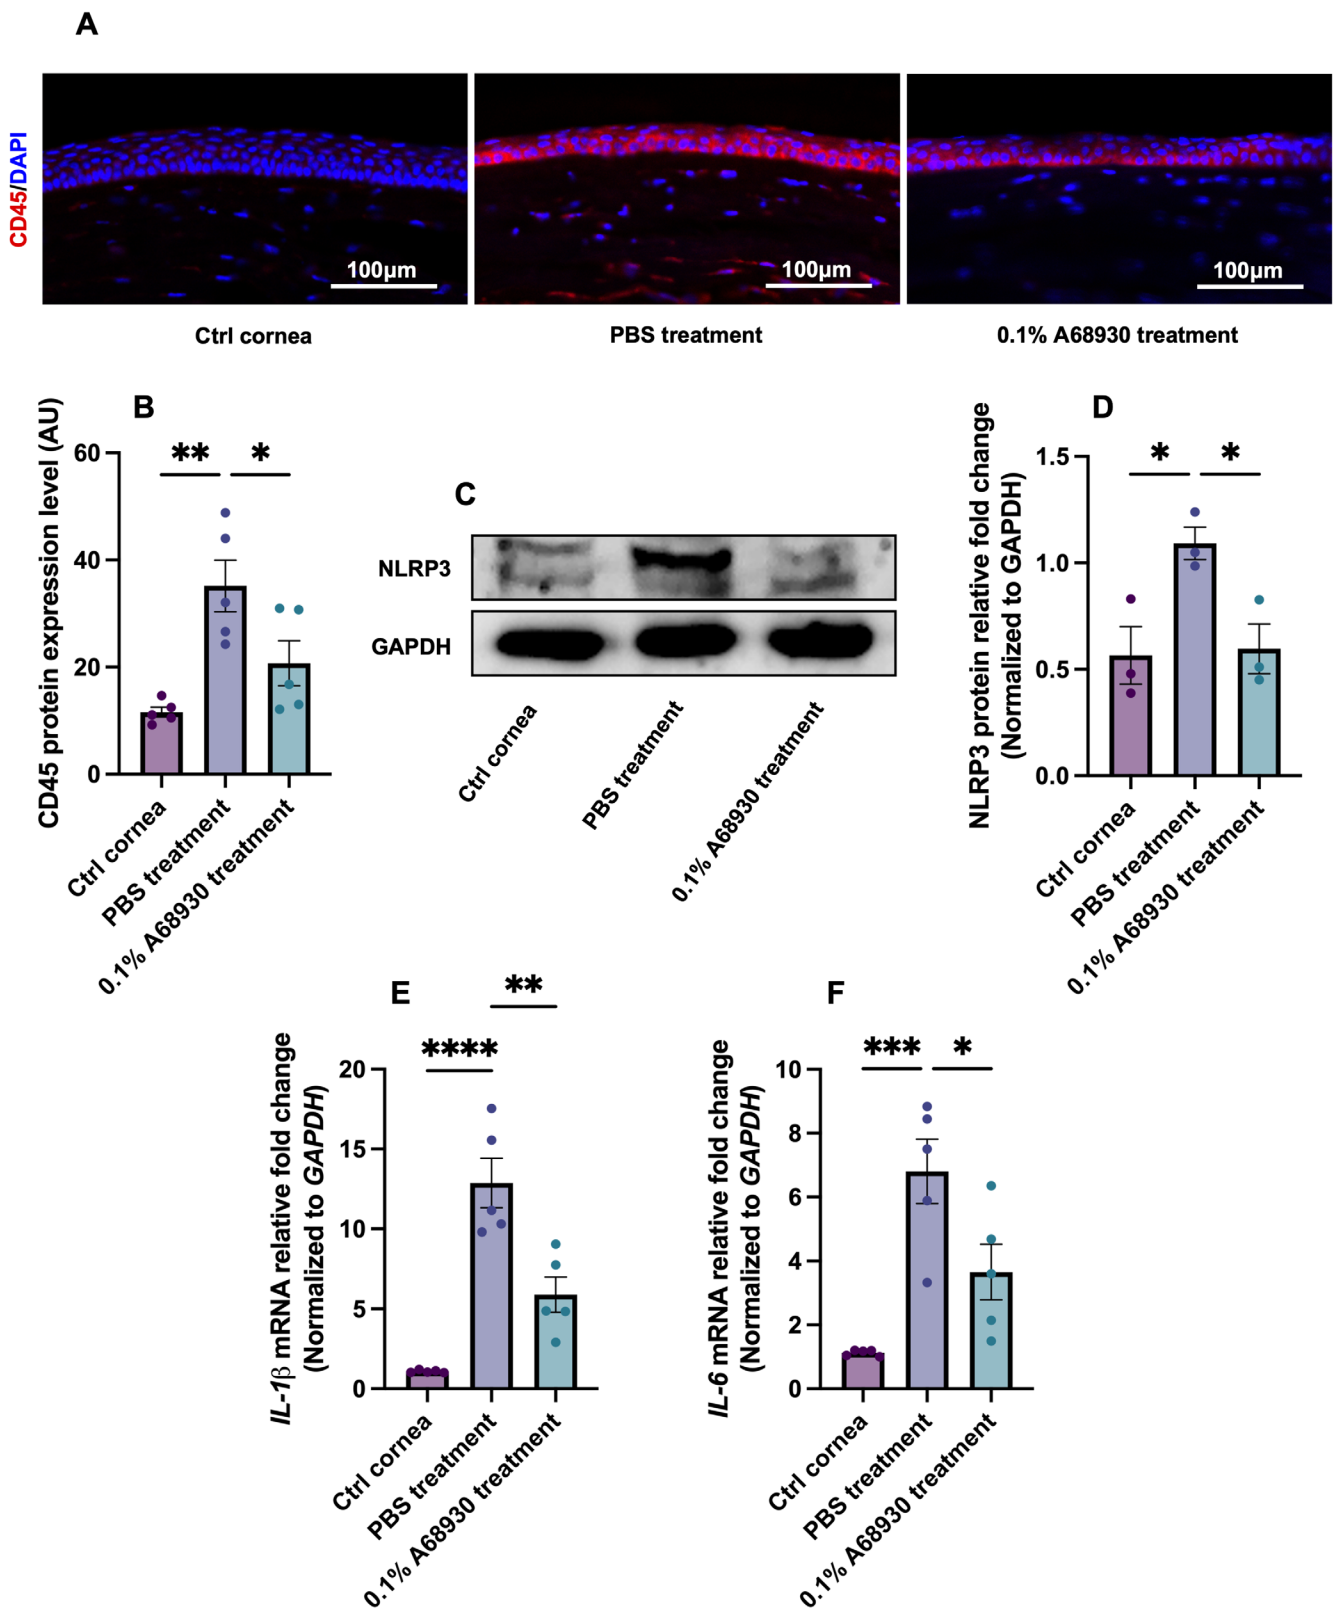 A
CD45/DAPI
100µm
100µm
100µm
Ctrl cornea
PBS treatment
0.1% A68930 treatment
B
CD45 protein expression level (AU)
60
40
20
0
**
*
Ctrl cornea
PBS treatment
0.1% A68930 treatment
C
NLRP3
GAPDH
Ctrl cornea
PBS treatment
0.1% A68930 treatment
D
NLRP3 protein relative fold change
(Normalized to GAPDH)
1.5
1.0
0.5
0.0
*
*
Ctrl cornea
PBS treatment
0.1% A68930 treatment
E
IL-1β mRNA relative fold change
(Normalized to GAPDH)
20
15
10
5
0
****
**
Ctrl cornea
PBS treatment
0.1% A68930 treatment
F
IL-6 mRNA relative fold change
(Normalized to GAPDH)
10
8
6
4
2
0
***
*
Ctrl cornea
PBS treatment
0.1% A68930 treatment